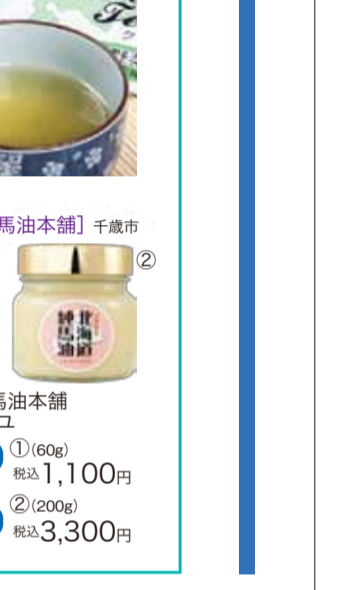 馬油本舗] 千歳市
②
北海道
純馬油
馬油本舗
ユ
①(60g)
税込1,100円
②(200g)
税込3,300円